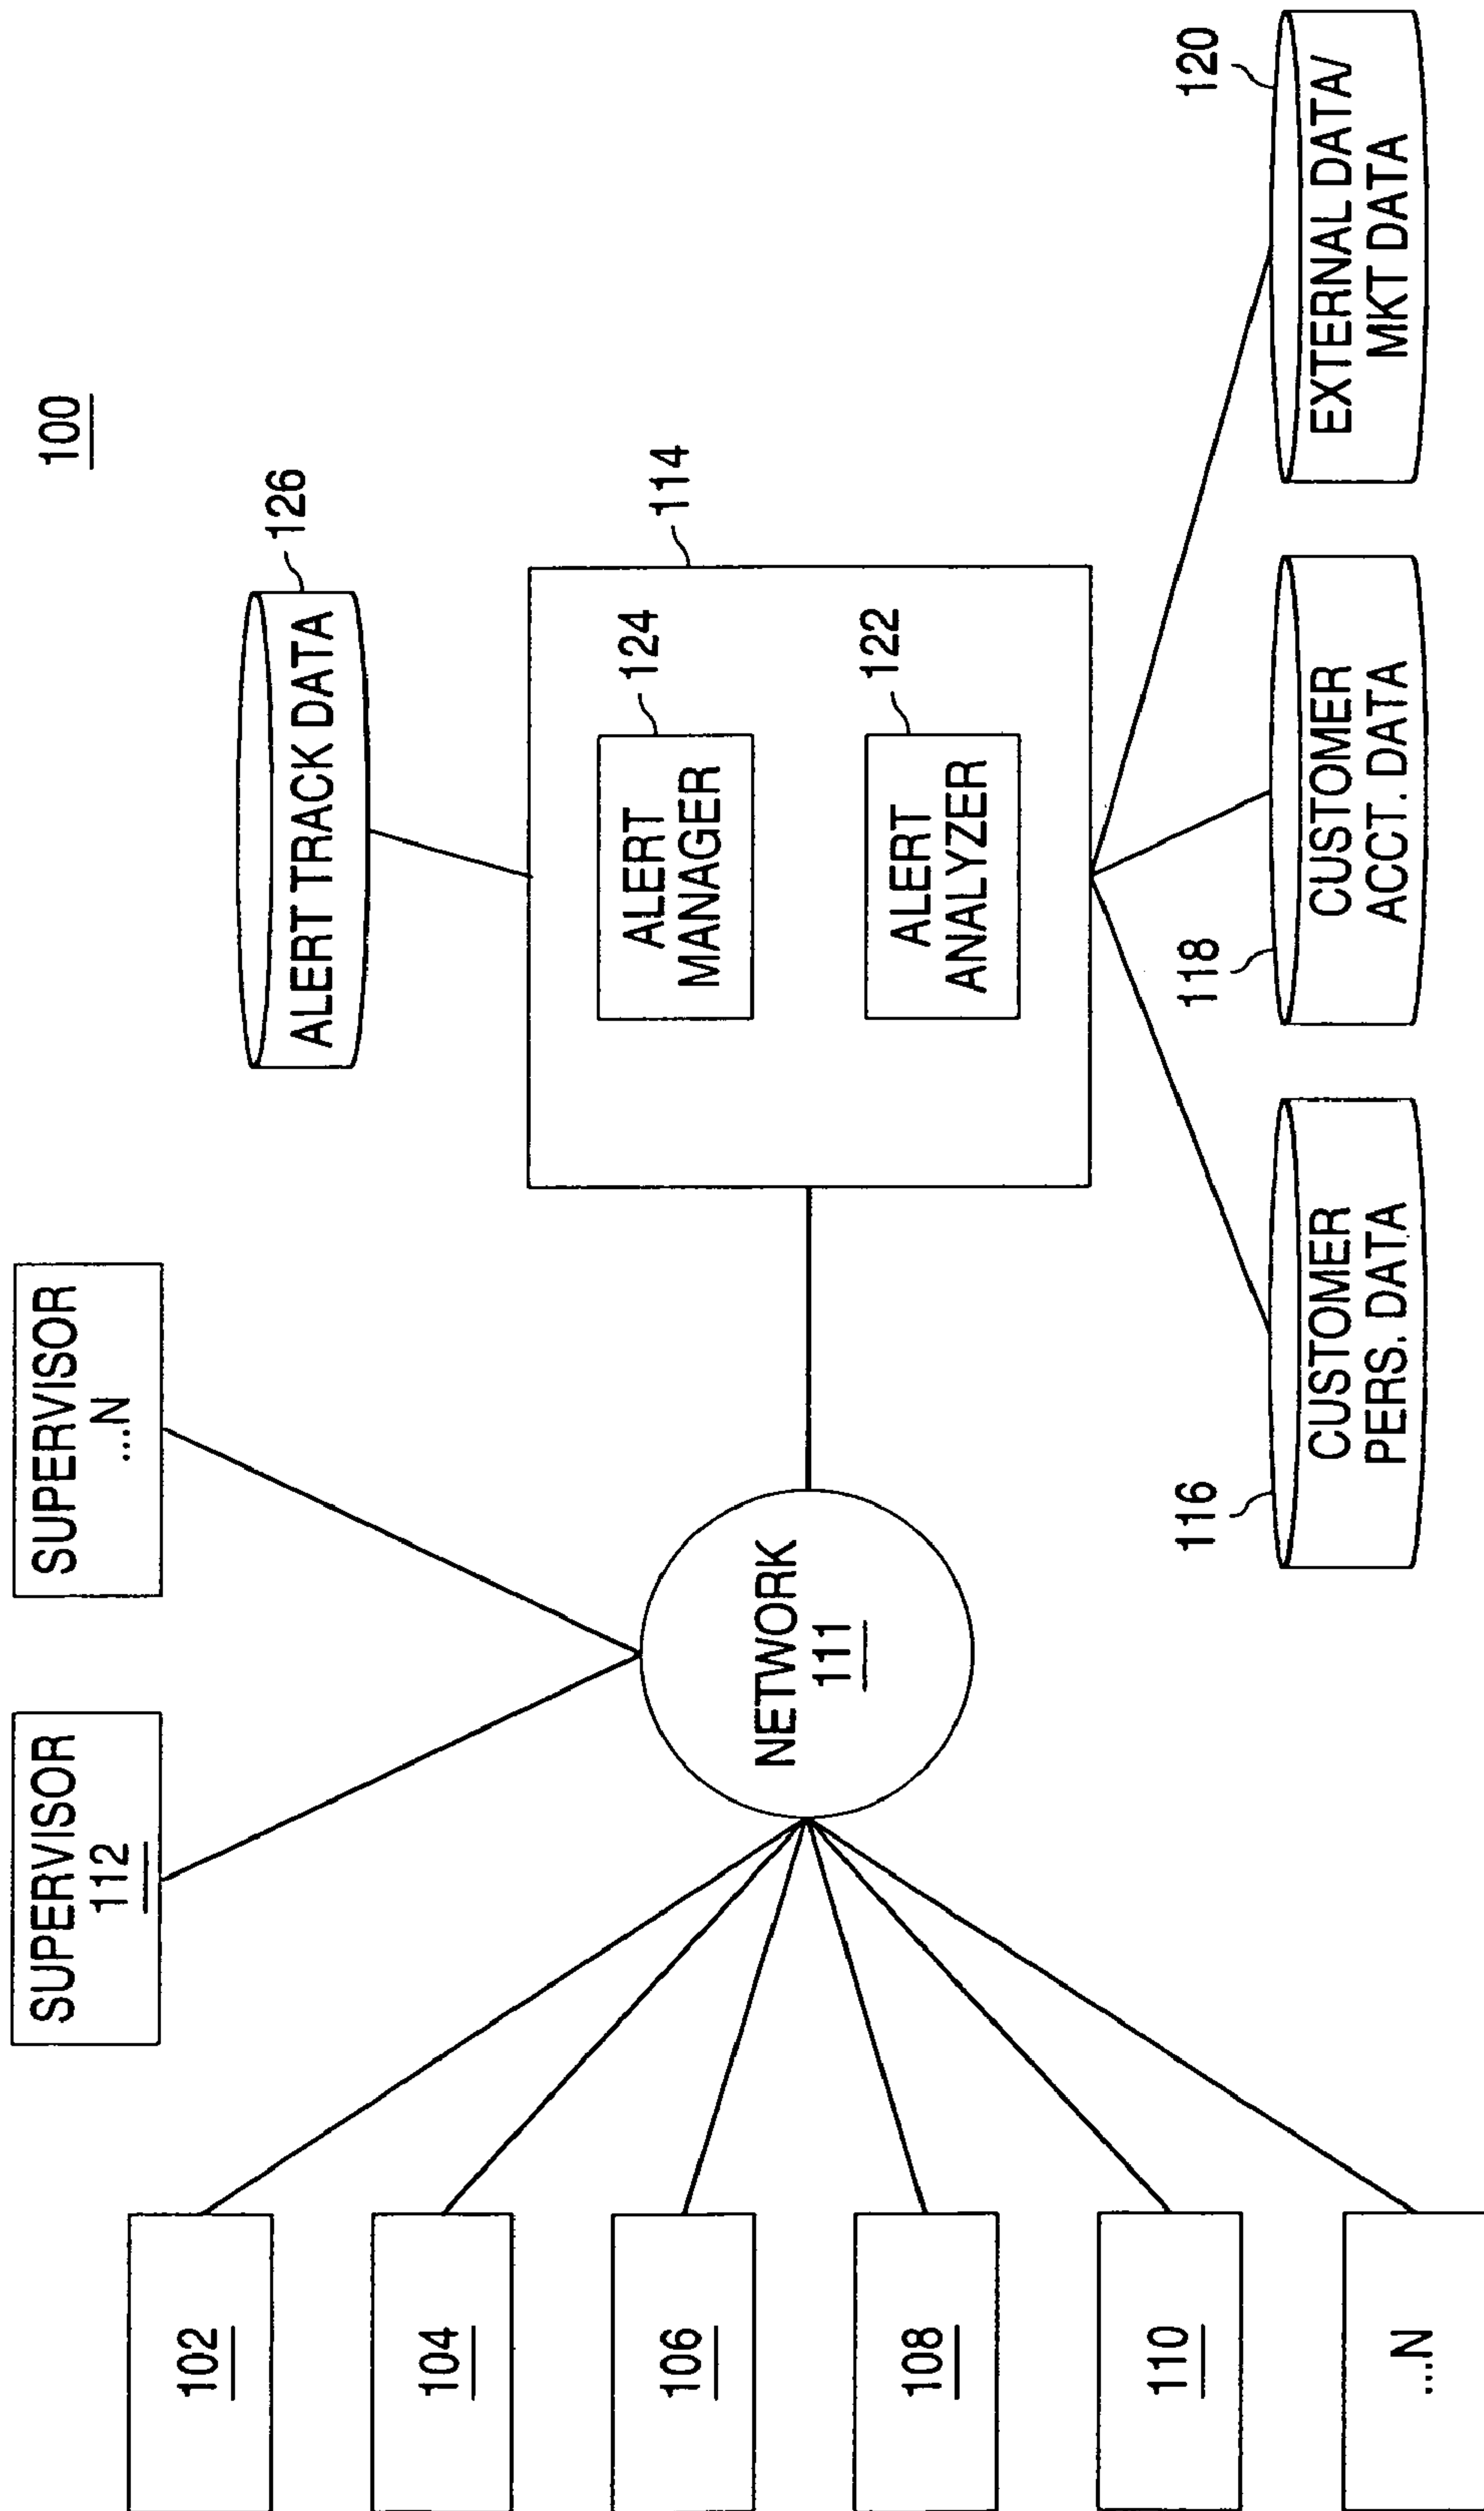 100
SUPERVISOR
112
SUPERVISOR
...N
126
ALERT TRACK DATA
102
104
106
108
110
...N
NETWORK
111
114
124
ALERT
MANAGER
122
ALERT
ANALYZER
116
CUSTOMER
PERS. DATA
118
CUSTOMER
ACCT. DATA
120
EXTERNAL DATA/
MKT DATA